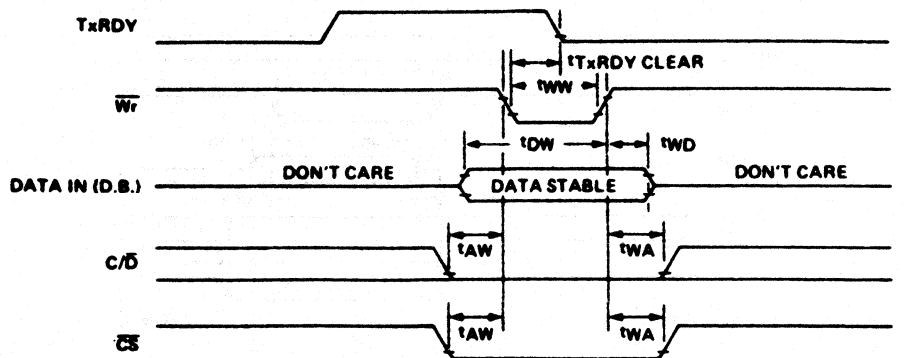 TxRDY
tTxRDY CLEAR
tWW
Wr
tDW
tWD
DON'T CARE
DON'T CARE
DATA IN (D.B.)
DATA STABLE
tAW
tWA
C/D
tAW
tWA
CS